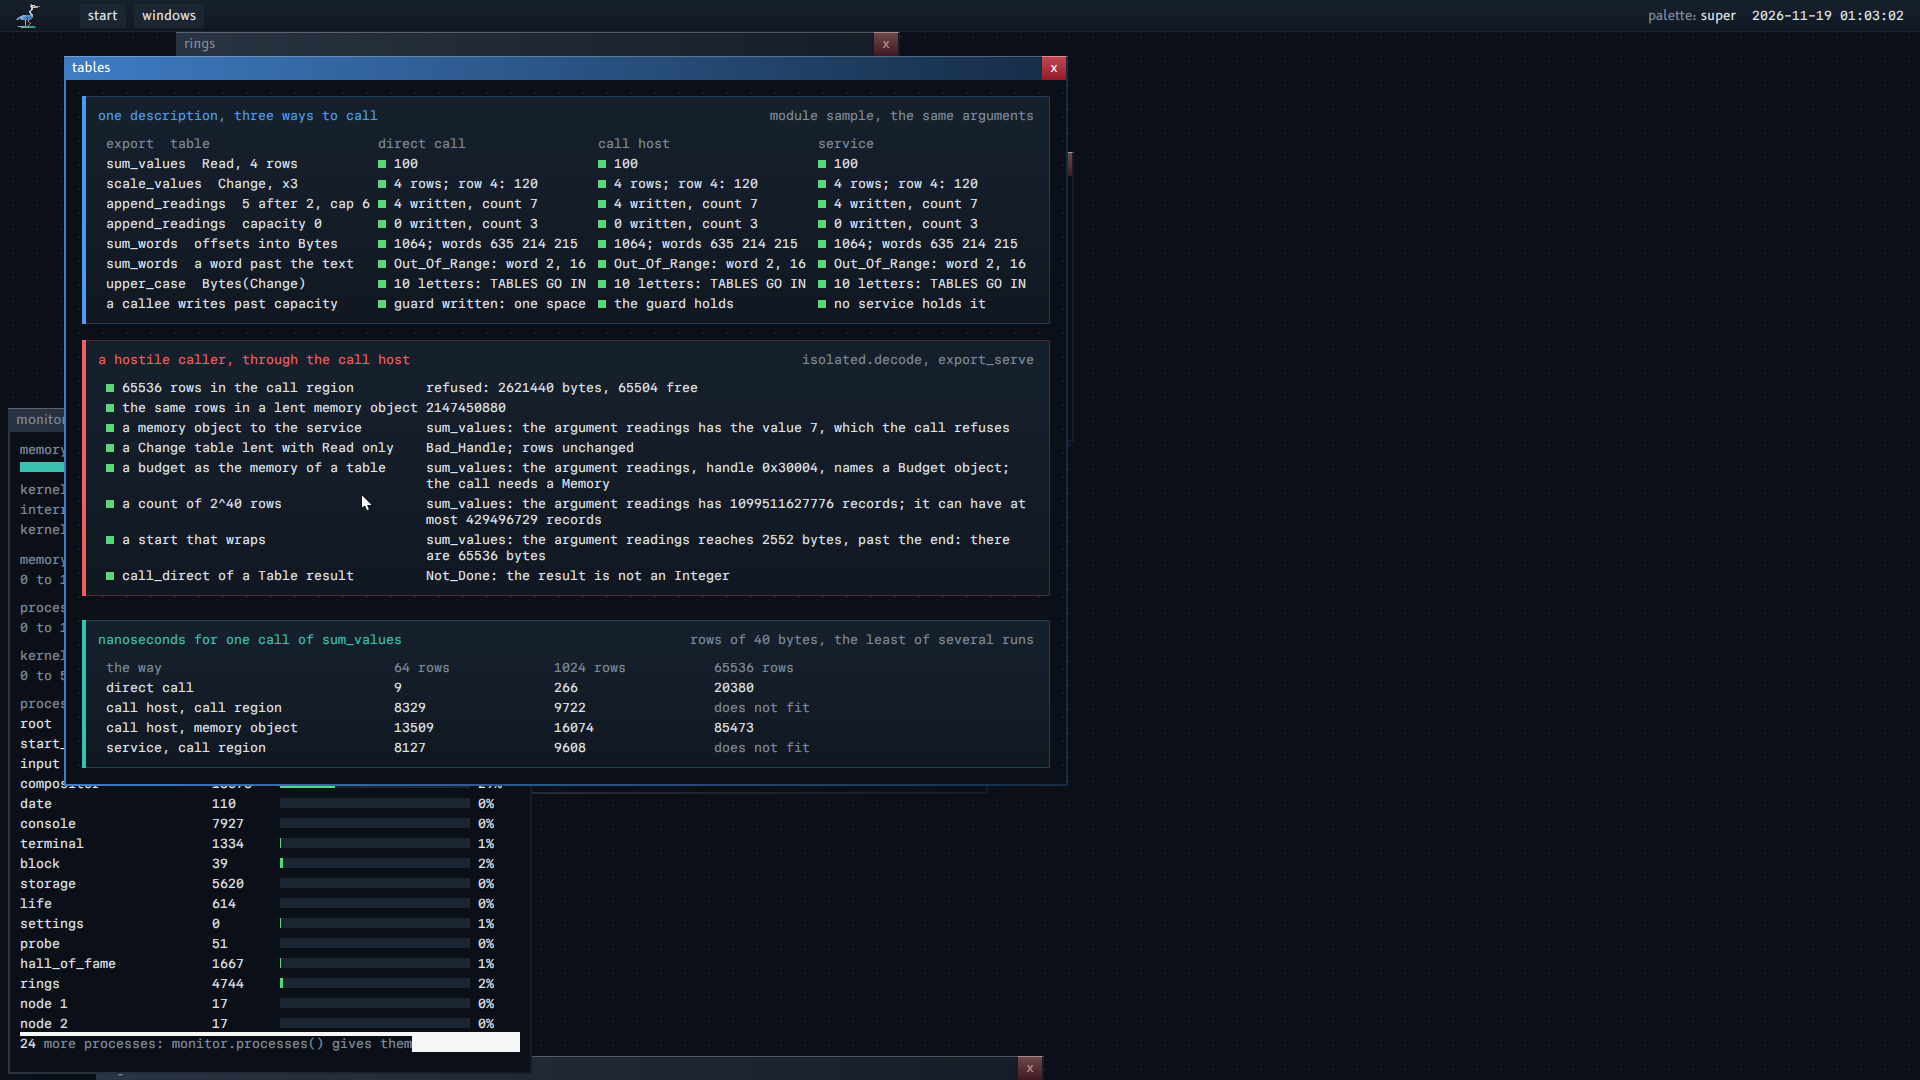 start windows palette: super 2026-11-19 01:03:02
rings x
tables x
one description, three ways to call module sample, the same arguments
export table direct call call host service
sum_values Read, 4 rows 100 100 100
scale_values Change, x3 4 rows; row 4: 120 4 rows; row 4: 120 4 rows; row 4: 120
append_readings 5 after 2, cap 6 4 written, count 7 4 written, count 7 4 written, count 7
append_readings capacity 0 0 written, count 3 0 written, count 3 0 written, count 3
sum_words offsets into Bytes 1064; words 635 214 215 1064; words 635 214 215 1064; words 635 214 215
sum_words a word past the text Out_Of_Range: word 2, 16 Out_Of_Range: word 2, 16 Out_Of_Range: word 2, 16
upper_case Bytes(Change) 10 letters: TABLES GO IN 10 letters: TABLES GO IN 10 letters: TABLES GO IN
a callee writes past capacity guard written: one space the guard holds no service holds it
a hostile caller, through the call host isolated.decode, export_serve
65536 rows in the call region refused: 2621440 bytes, 65504 free
the same rows in a lent memory object 2147450880
a memory object to the service sum_values: the argument readings has the value 7, which the call refuses
a Change table lent with Read only Bad_Handle; rows unchanged
a budget as the memory of a table sum_values: the argument readings, handle 0x30004, names a Budget object;
the call needs a Memory
a count of 2^40 rows sum_values: the argument readings has 1099511627776 records; it can have at
most 429496729 records
a start that wraps sum_values: the argument readings reaches 2552 bytes, past the end: there
are 65536 bytes
call_direct of a Table result Not_Done: the result is not an Integer
nanoseconds for one call of sum_values rows of 40 bytes, the least of several runs
the way 64 rows 1024 rows 65536 rows
direct call 9 266 20380
call host, call region 8329 9722 does not fit
call host, memory object 13509 16074 85473
service, call region 8127 9608 does not fit
monitor
memory
kernel
kernel
memory
0 to
0 to
kernel
0 to
root
start_
input
compositor
date 110 0%
console 7927 0%
terminal 1334 1%
block 39 2%
storage 5620 0%
life 614 0%
settings 0 1%
probe 51 0%
hall_of_fame 1667 1%
rings 4744 2%
node 1 17 0%
node 2 17 0%
24 more processes: monitor.processes() gives them
x